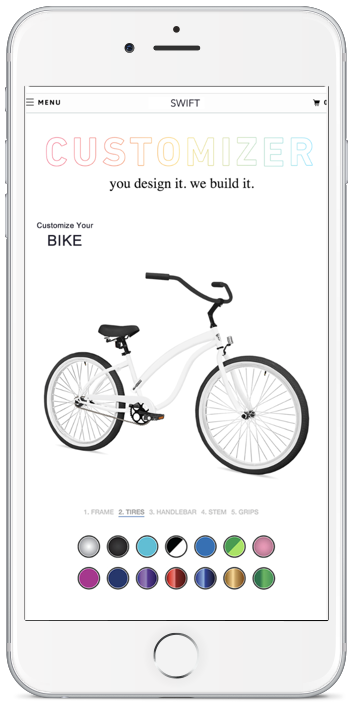 MENU SWIFT 0
CUSTOMIZER
you design it. we build it.
Customize Your
BIKE
1. FRAME 2. TIRES 3. HANDLEBAR 4. STEM 5. GRIPS